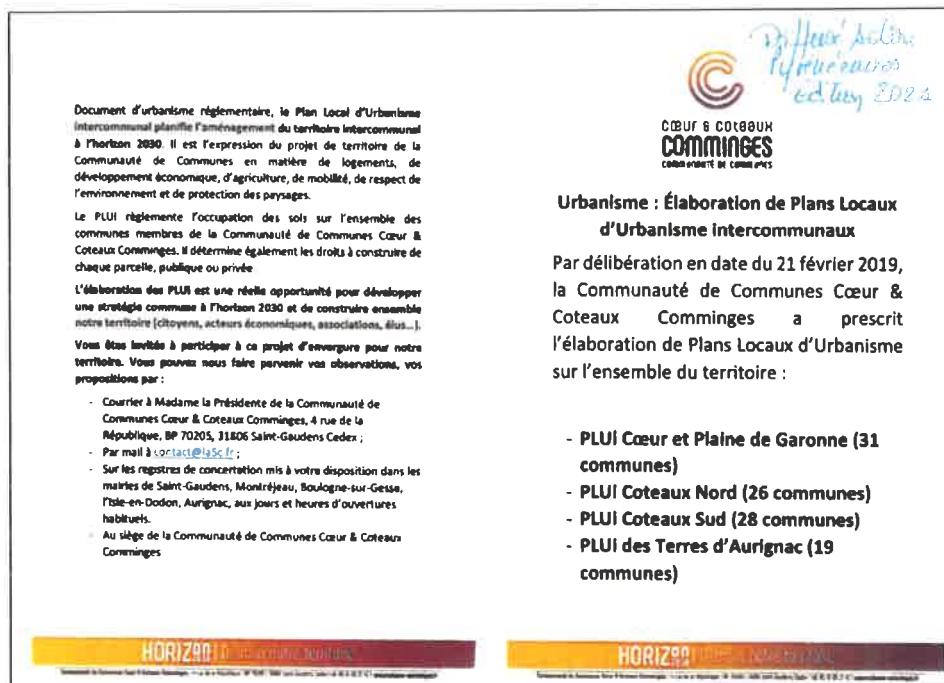 Document d'urbanisme réglementaire, le Plan Local d'Urbanisme
intercommunal planifie l'aménagement du territoire intercommunal
à l'horizon 2030. Il est l'expression du projet de territoire de la
Communauté de Communes en matière de logements, de
développement économique, d'agriculture, de mobilité, de respect de
l'environnement et de protection des paysages.
Le PLUI réglemente l'occupation des sols sur l'ensemble des
communes membres de la Communauté de Communes Cœur &
Coteaux Comminges. Il détermine également les droits à construire de
chaque parcelle, publique ou privée
L'élaboration des PLUI est une réelle opportunité pour développer
une stratégie commune à l'horizon 2030 et de construire ensemble
notre territoire (citoyens, acteurs économiques, associations, élus...).
Vous êtes invités à participer à ce projet d'envergure pour notre
territoire. Vous pouvez nous faire parvenir vos observations, vos
propositions par :
- Courrier à Madame la Présidente de la Communauté de
Communes Cœur & Coteaux Comminges, 4 rue de la
République, BP 70205, 31806 Saint-Gaudens Cedex ;
- Par mail à contact@la5c.fr ;
- Sur les registres de concertation mis à votre disposition dans les
mairies de Saint-Gaudens, Montréjeau, Boulogne-sur-Gesse,
l'Isle-en-Dodon, Aurignac, aux jours et heures d'ouvertures
habituels.
- Au siège de la Communauté de Communes Cœur & Coteaux
Comminges
HORIZ
2021
CŒUR & COTEAUX
COMMINGES
COMMUNAUTÉ DE COMMUNES
Urbanisme : Élaboration de Plans Locaux
d'Urbanisme intercommunaux
Par délibération en date du 21 février 2019,
la Communauté de Communes Cœur &
Coteaux Comminges a prescrit
l'élaboration de Plans Locaux d'Urbanisme
sur l'ensemble du territoire :
- PLUi Cœur et Plaine de Garonne (31
communes)
- PLUI Coteaux Nord (26 communes)
- PLUI Coteaux Sud (28 communes)
- PLUI des Terres d'Aurignac (19
communes)
HORIZ